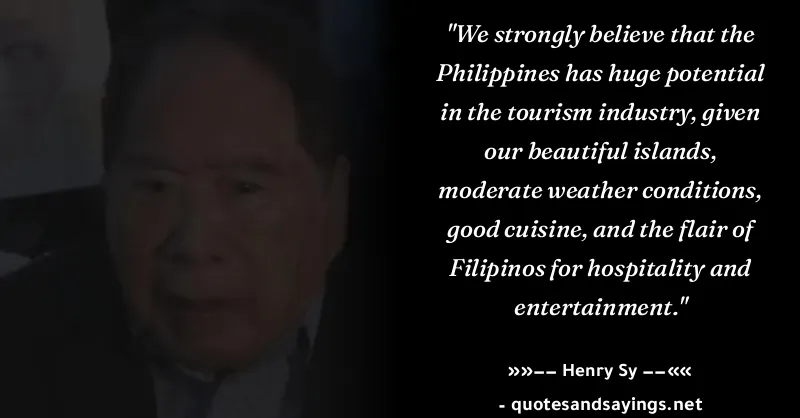 "We strongly believe that the
Philippines has huge potential
in the tourism industry, given
our beautiful islands,
moderate weather conditions,
good cuisine, and the flair of
Filipinos for hospitality and
entertainment."
»»—— Henry Sy ——««
- quotesandsayings.net